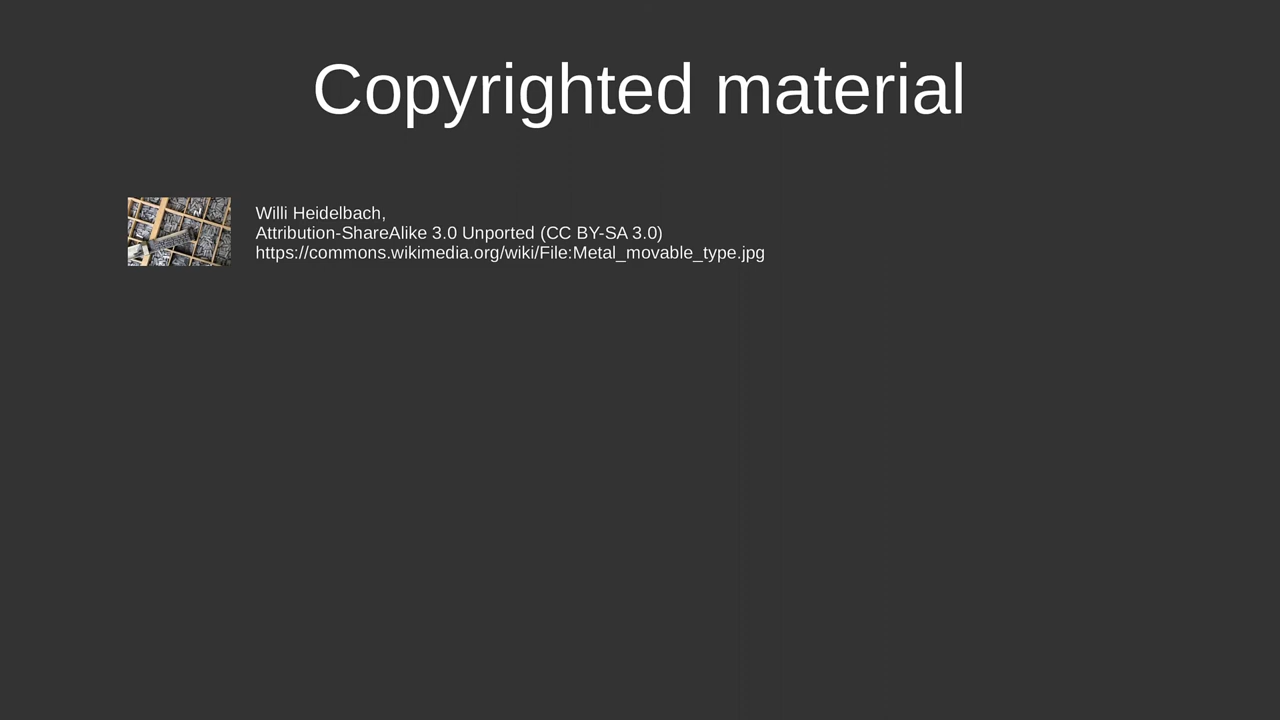 Copyrighted material
Willi Heidelbach,
Attribution-ShareAlike 3.0 Unported (CC BY-SA 3.0)
https://commons.wikimedia.org/wiki/File:Metal_movable_type.jpg